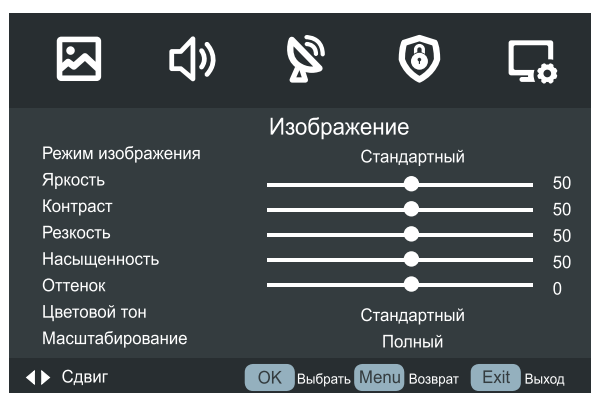 Изображение
Режим изображения Стандартный
Яркость 50
Контраст 50
Резкость 50
Насыщенность 50
Оттенок 0
Цветовой тон Стандартный
Масштабирование Полный
Сдвиг OK Выбрать Menu Возврат Exit Выход